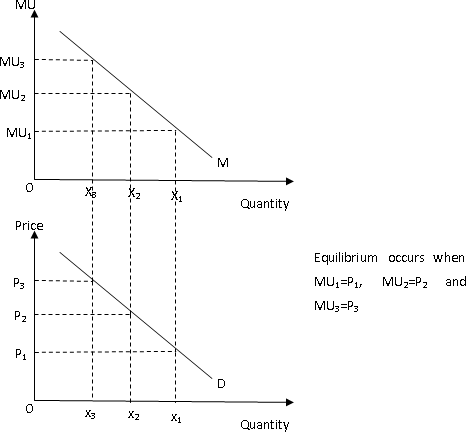 MU
MU₃
MU₂
MU₁
M
O
X₃ X₂ X₁
Quantity
Price
P₃
P₂
P₁
D
O
X₃ X₂ X₁
Quantity
Equilibrium occurs when
MU₁=P₁, MU₂=P₂ and
MU₃=P₃